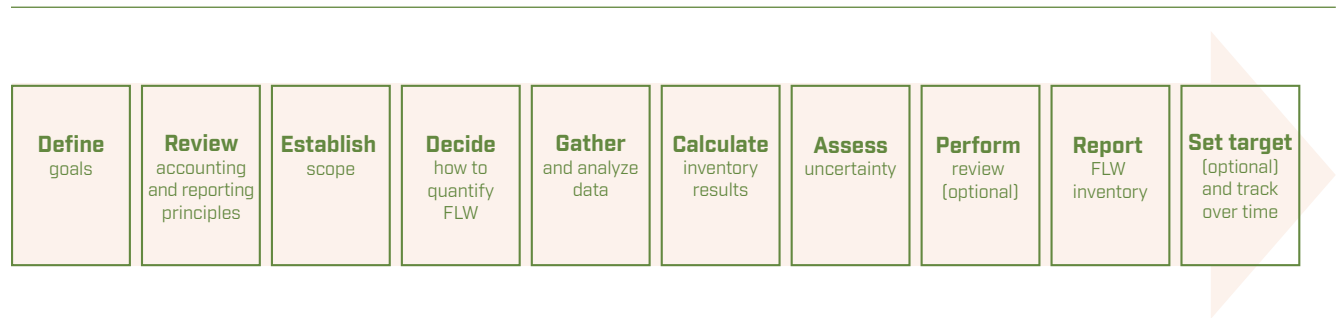 Define
goals
Review
accounting
and reporting
principles
Establish
scope
Decide
how to
quantify
FLW
Gather
and analyze
data
Calculate
inventory
results
Assess
uncertainty
Perform
review
(optional)
Report
FLW
inventory
Set target
(optional)
and track
over time